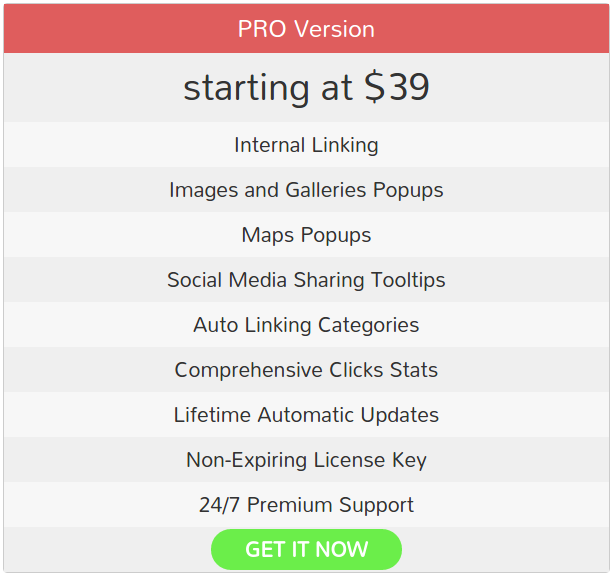 PRO Version
starting at $39
Internal Linking
Images and Galleries Popups
Maps Popups
Social Media Sharing Tooltips
Auto Linking Categories
Comprehensive Clicks Stats
Lifetime Automatic Updates
Non-Expiring License Key
24/7 Premium Support
GET IT NOW